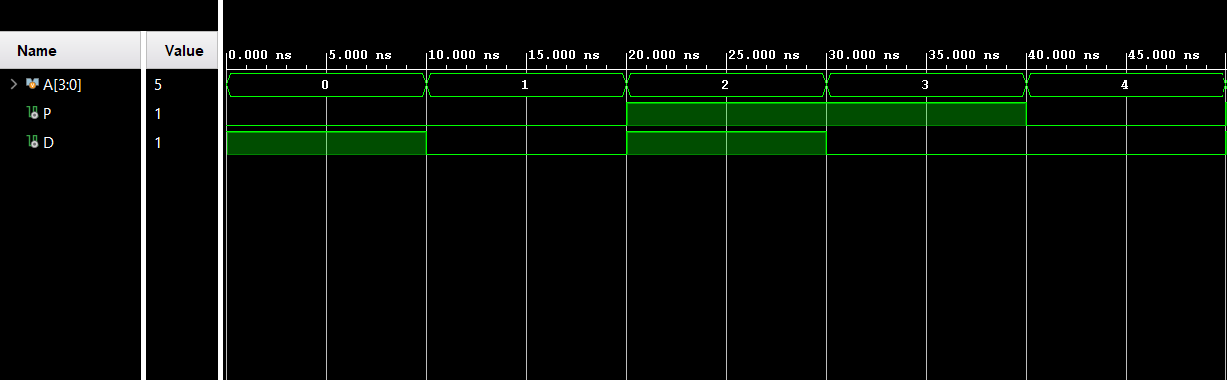 Name Value
0.000 ns 5.000 ns 10.000 ns 15.000 ns 20.000 ns 25.000 ns 30.000 ns 35.000 ns 40.000 ns 45.000 ns
A[3:0] 5 0 1 2 3 4
P 1
D 1